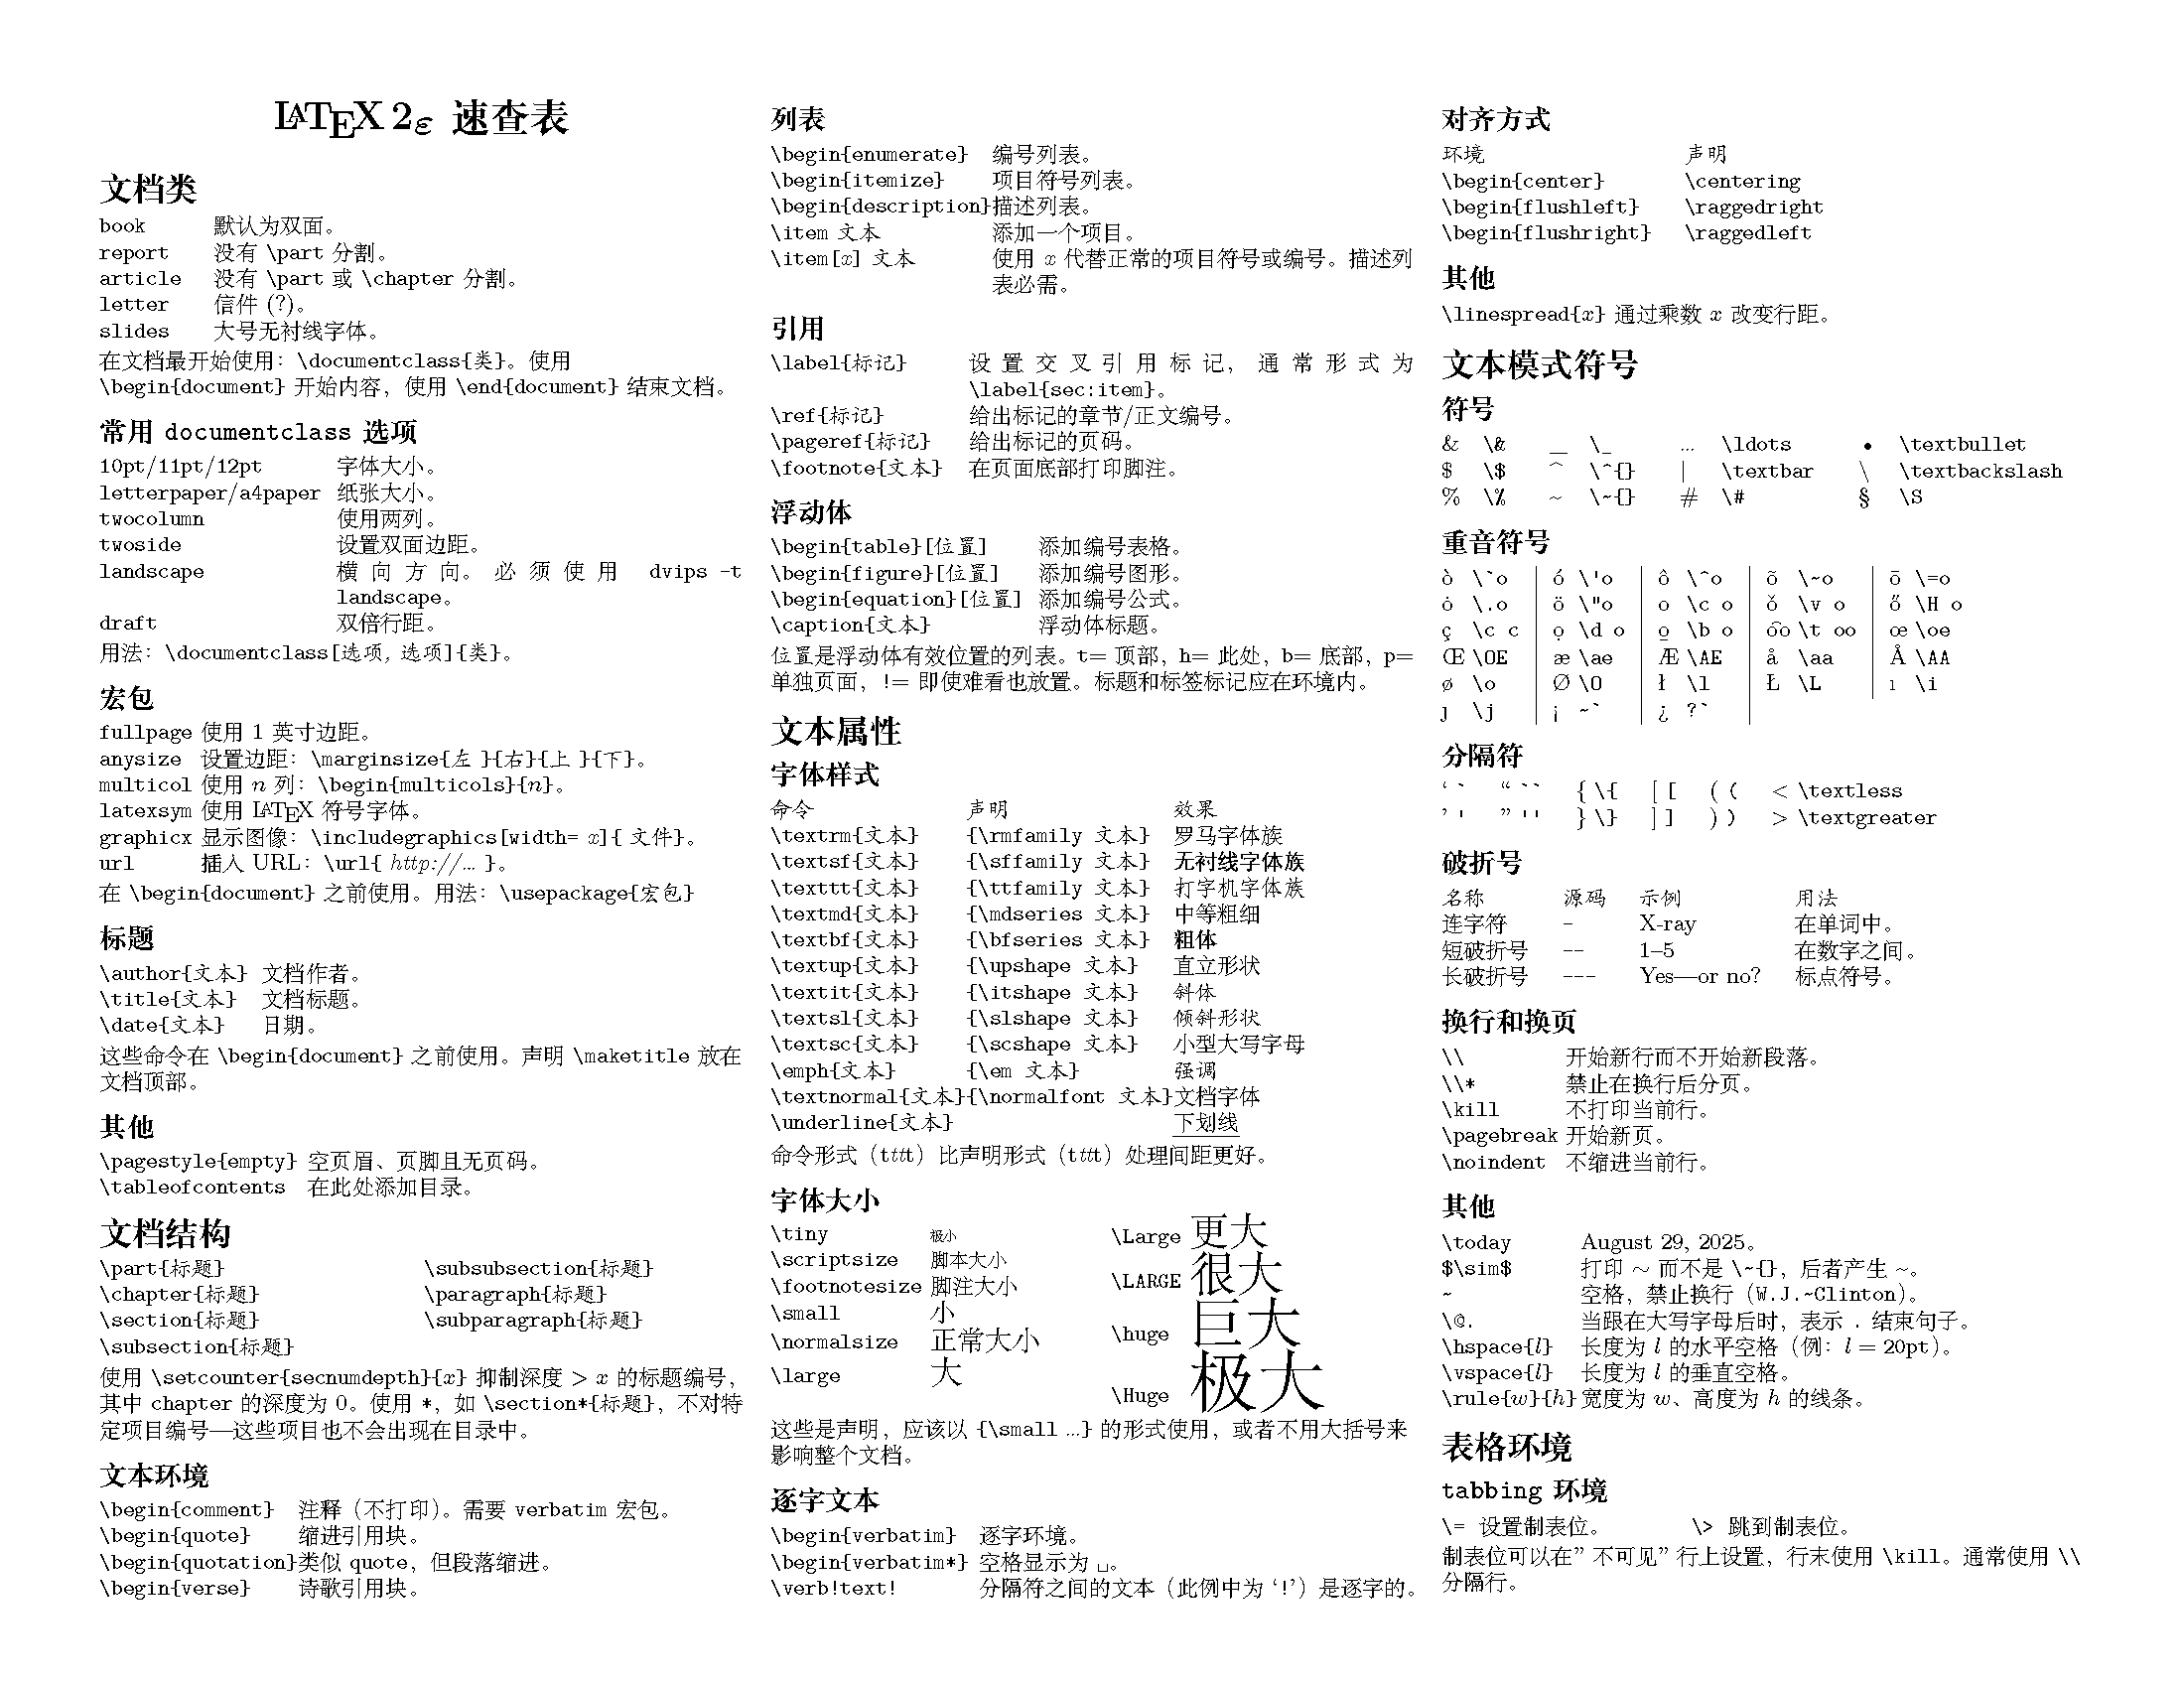 LATEX 2ε 速查表
文档类
book 默认为双面。
report 没有 \part 分割。
article 没有 \part 或 \chapter 分割。
letter 信件 (?)。
slides 大号无衬线字体。
在文档最开始使用：\documentclass{类}。使用
\begin{document} 开始内容，使用 \end{document} 结束文档。
常用 documentclass 选项
10pt/11pt/12pt 字体大小。
letterpaper/a4paper 纸张大小。
twocolumn 使用两列。
twoside 设置双面边距。
landscape 横向方向。必须使用 dvips -t
landscape。
draft 双倍行距。
用法：\documentclass[选项, 选项]{类}。
宏包
fullpage 使用 1 英寸边距。
anysize 设置边距：\marginsize{左 }{右}{上 }{下}。
multicol 使用 n 列：\begin{multicols}{n}。
latexsym 使用 LATEX 符号字体。
graphicx 显示图像：\includegraphics[width= x]{ 文件}。
url 插入 URL：\url{ http://… }。
在 \begin{document} 之前使用。用法：\usepackage{宏包}
标题
\author{文本} 文档作者。
\title{文本} 文档标题。
\date{文本} 日期。
这些命令在 \begin{document} 之前使用。声明 \maketitle 放在
文档顶部。
其他
\pagestyle{empty} 空页眉、页脚且无页码。
\tableofcontents 在此处添加目录。
文档结构
\part{标题} \subsubsection{标题}
\chapter{标题} \paragraph{标题}
\section{标题} \subparagraph{标题}
\subsection{标题}
使用 \setcounter{secnumdepth}{x} 抑制深度 > x 的标题编号，
其中 chapter 的深度为 0。使用 *，如 \section*{标题}，不对特
定项目编号—这些项目也不会出现在目录中。
文本环境
\begin{comment} 注释（不打印）。需要 verbatim 宏包。
\begin{quote} 缩进引用块。
\begin{quotation} 类似 quote，但段落缩进。
\begin{verse} 诗歌引用块。
列表
\begin{enumerate} 编号列表。
\begin{itemize} 项目符号列表。
\begin{description} 描述列表。
\item 文本 添加一个项目。
\item[x] 文本 使用 x 代替正常的项目符号或编号。描述列
表必需。
引用
\label{标记} 设置交叉引用标记，通常形式为
\label{sec:item}。
\ref{标记} 给出标记的章节/正文编号。
\pageref{标记} 给出标记的页码。
\footnote{文本} 在页面底部打印脚注。
浮动体
\begin{table}[位置] 添加编号表格。
\begin{figure}[位置] 添加编号图形。
\begin{equation}[位置] 添加编号公式。
\caption{文本} 浮动体标题。
位置是浮动体有效位置的列表。t= 顶部，h= 此处，b= 底部，p=
单独页面，!= 即使难看也放置。标题和标签标记应在环境内。
文本属性
字体样式
命令 声明 效果
\textrm{文本} {\rmfamily 文本} 罗马字体族
\textsf{文本} {\sffamily 文本} 无衬线字体族
\texttt{文本} {\ttfamily 文本} 打字机字体族
\textmd{文本} {\mdseries 文本} 中等粗细
\textbf{文本} {\bfseries 文本} 粗体
\textup{文本} {\upshape 文本} 直立形状
\textit{文本} {\itshape 文本} 斜体
\textsl{文本} {\slshape 文本} 倾斜形状
\textsc{文本} {\scshape 文本} 小型大写字母
\emph{文本} {\em 文本} 强调
\textnormal{文本} {\normalfont 文本} 文档字体
\underline{文本} 下划线
命令形式（tttt）比声明形式（tttt）处理间距更好。
字体大小
\tiny 极小
\scriptsize 脚本大小
\footnotesize 脚注大小
\small 小
\normalsize 正常大小
\large 大
\Large 更大
\LARGE 很大
\huge 巨大
\Huge 极大
这些是声明，应该以 {\small …} 的形式使用，或者不用大括号来
影响整个文档。
逐字文本
\begin{verbatim} 逐字环境。
\begin{verbatim*} 空格显示为 ␣。
\verb!text! 分隔符之间的文本（此例中为 ‘!’）是逐字的。
对齐方式
环境 声明
\begin{center} \centering
\begin{flushleft} \raggedright
\begin{flushright} \raggedleft
其他
\linespread{x} 通过乘数 x 改变行距。
文本模式符号
符号
& \& _ \_ … \ldots • \textbullet
$ \$ ^ \^{} | \textbar \ \textbackslash
% \% ~ \~{} # \# § \S
重音符号
ò \`o ó \'o ô \^o õ \~o ō \=o
ȯ \.o ö \"o o \c o ǒ \v o ő \H o
ç \c c ọ \d o o̱ \b o o͡o \t oo œ \oe
Œ \OE æ \ae Æ \AE å \aa Å \AA
ø \o Ø \O ł \l Ł \L ı \i
ȷ \j ¡ ~` ¿ ?`
分隔符
‘ ` “ `` { \{ [ [ ( ( < \textless
’ ' ” '' } \} ] ] ) ) > \textgreater
破折号
名称 源码 示例 用法
连字符 - X-ray 在单词中。
短破折号 -- 1–5 在数字之间。
长破折号 --- Yes—or no? 标点符号。
换行和换页
\\ 开始新行而不开始新段落。
\\* 禁止在换行后分页。
\kill 不打印当前行。
\pagebreak 开始新页。
\noindent 不缩进当前行。
其他
\today August 29, 2025。
$\sim$ 打印 ∼ 而不是 \~{}，后者产生 ~。
~ 空格，禁止换行（W.J.~Clinton）。
\@. 当跟在大写字母后时，表示 . 结束句子。
\hspace{l} 长度为 l 的水平空格（例：l = 20pt）。
\vspace{l} 长度为 l 的垂直空格。
\rule{w}{h} 宽度为 w、高度为 h 的线条。
表格环境
tabbing 环境
\= 设置制表位。 \> 跳到制表位。
制表位可以在” 不可见” 行上设置，行末使用 \kill。通常使用 \\
分隔行。